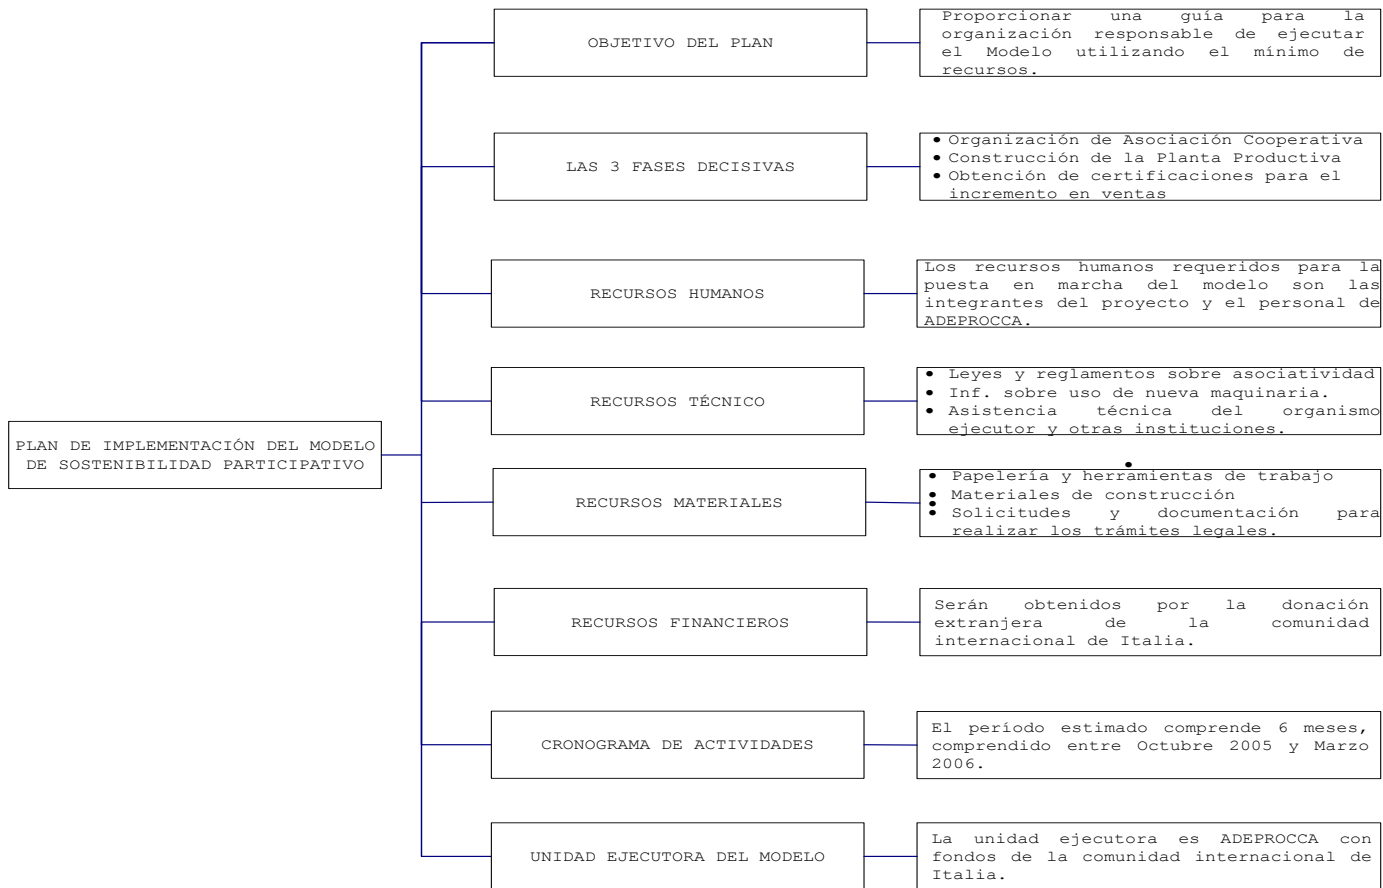 OBJETIVO DEL PLAN
Proporcionar una guía para la
organización responsable de ejecutar
el Modelo utilizando el mínimo de
recursos.
LAS 3 FASES DECISIVAS
• Organización de Asociación Cooperativa
• Construcción de la Planta Productiva
• Obtención de certificaciones para el
incremento en ventas
RECURSOS HUMANOS
Los recursos humanos requeridos para la
puesta en marcha del modelo son las
integrantes del proyecto y el personal de
ADEPROCCA.
RECURSOS TÉCNICO
• Leyes y reglamentos sobre asociatividad
• Inf. sobre uso de nueva maquinaria.
• Asistencia técnica del organismo
ejecutor y otras instituciones.
PLAN DE IMPLEMENTACIÓN DEL MODELO
DE SOSTENIBILIDAD PARTICIPATIVO
RECURSOS MATERIALES
• Papelería y herramientas de trabajo
• Materiales de construcción
• Solicitudes y documentación para
realizar los trámites legales.
RECURSOS FINANCIEROS
Serán obtenidos por la donación
extranjera de la comunidad
internacional de Italia.
CRONOGRAMA DE ACTIVIDADES
El período estimado comprende 6 meses,
comprendido entre Octubre 2005 y Marzo
2006.
UNIDAD EJECUTORA DEL MODELO
La unidad ejecutora es ADEPROCCA con
fondos de la comunidad internacional de
Italia.